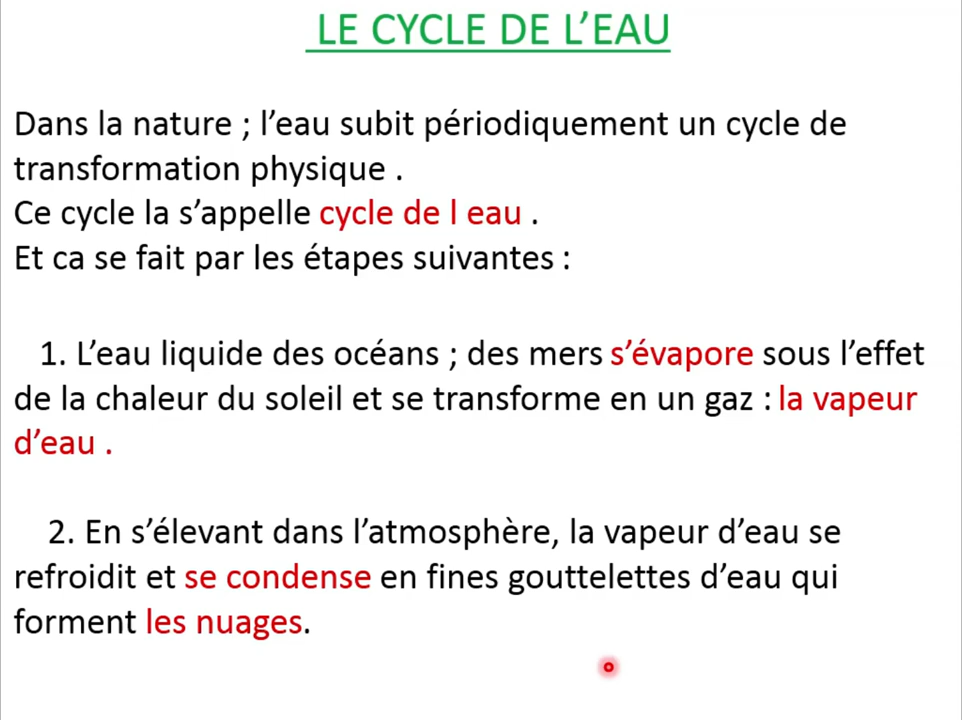 LE CYCLE DE L’EAU
Dans la nature ; l’eau subit périodiquement un cycle de
transformation physique .
Ce cycle la s’appelle cycle de l eau .
Et ca se fait par les étapes suivantes :
1. L’eau liquide des océans ; des mers s’évapore sous l’effet
de la chaleur du soleil et se transforme en un gaz : la vapeur
d’eau .
2. En s’élevant dans l’atmosphère, la vapeur d’eau se
refroidit et se condense en fines gouttelettes d’eau qui
forment les nuages.